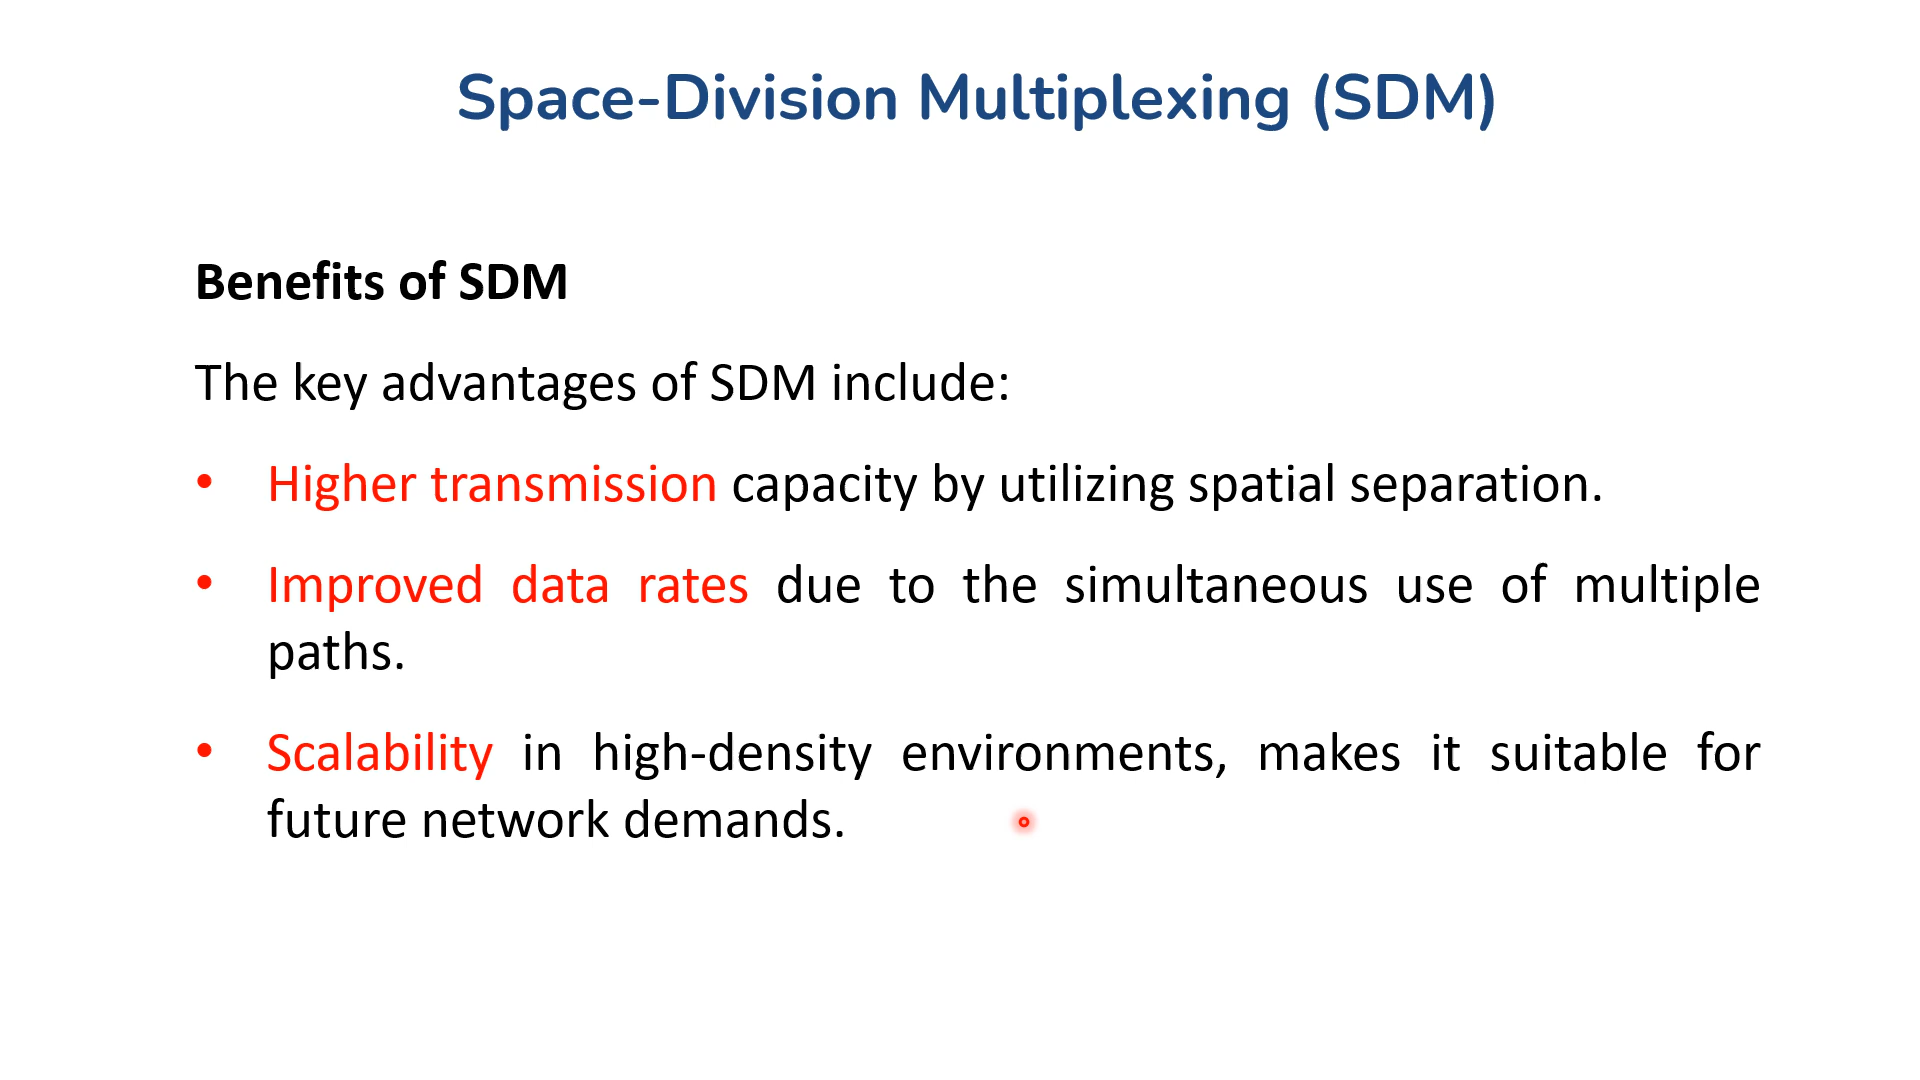 Space-Division Multiplexing (SDM)
Benefits of SDM
The key advantages of SDM include:
• Higher transmission capacity by utilizing spatial separation.
• Improved data rates due to the simultaneous use of multiple
paths.
• Scalability in high-density environments, makes it suitable for
future network demands.